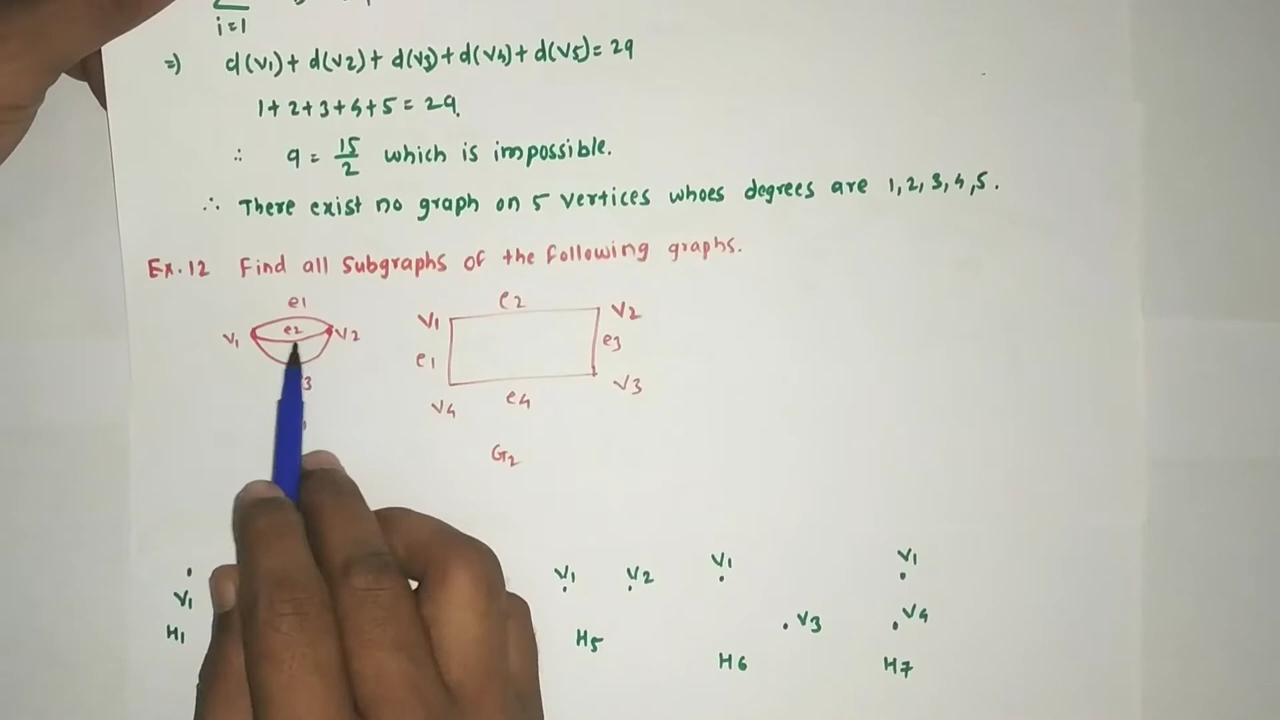 i=1
⇒ d(v1)+ d(v2)+ d(v3)+ d(v4)+ d(v5)= 2q
1+2+3+4+5 = 2q.
∴ q = 15/2 which is impossible.
∴ There exist no graph on 5 vertices whoes degrees are 1,2,3,4,5.
Ex.12 Find all subgraphs of the following graphs.
e1 e2
v1 e2 v2 v1 v2
e1 e3
3 v3
v4 e4
G2
v1 v2 v1 v1
v1 v3 v4
H1 H5 H6 H7